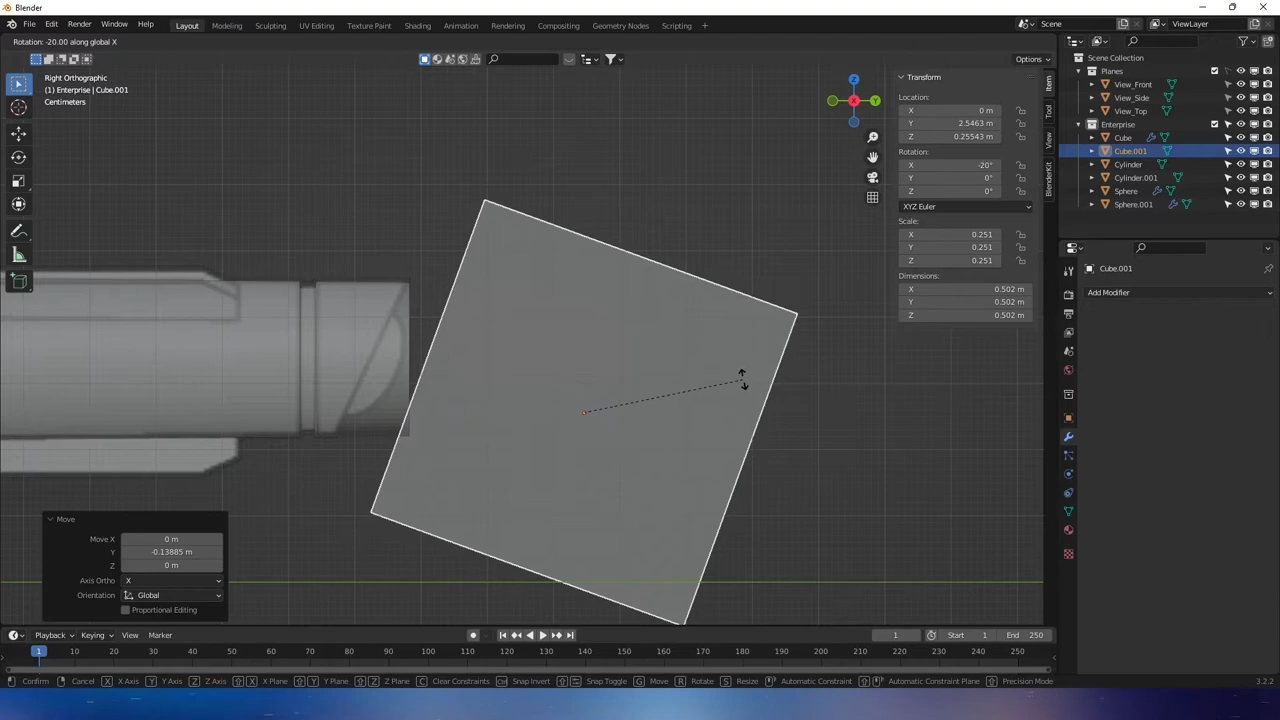 Blender
File Edit Render Window Help
Layout Modeling Sculpting UV Editing Texture Paint Shading Animation Rendering Compositing Geometry Nodes Scripting +
Scene
ViewLayer
Rotation: -20.00 along global X
Options
Right Orthographic
(1) Enterprise | Cube.001
Centimeters
Z
X
Y
Transform
Location:
X 0 m
Y 2.5463 m
Z 0.25543 m
Rotation:
X -20°
Y 0°
Z 0°
XYZ Euler
Scale:
X 0.251
Y 0.251
Z 0.251
Dimensions:
X 0.502 m
Y 0.502 m
Z 0.502 m
Item
Tool
View
BlenderKit
Scene Collection
Planes
View_Front
View_Side
View_Top
Enterprise
Cube
Cube.001
Cylinder
Cylinder.001
Sphere
Sphere.001
Cube.001
Add Modifier
Move
Move X 0 m
Y -0.13885 m
Z 0 m
Axis Ortho X
Orientation Global
Proportional Editing
Playback Keying View Marker
1 Start 1 End 250
1 10 20 30 40 50 60 70 80 90 100 110 120 130 140 150 160 170 180 190 200 210 220 230 240 250
Confirm Cancel X X Axis Y Y Axis Z Z Axis X X Plane Y Y Plane Z Z Plane C Clear Constraints Snap Invert Snap Toggle G Move R Rotate S Resize Automatic Constraint Automatic Constraint Plane Precision Mode 3.2.2